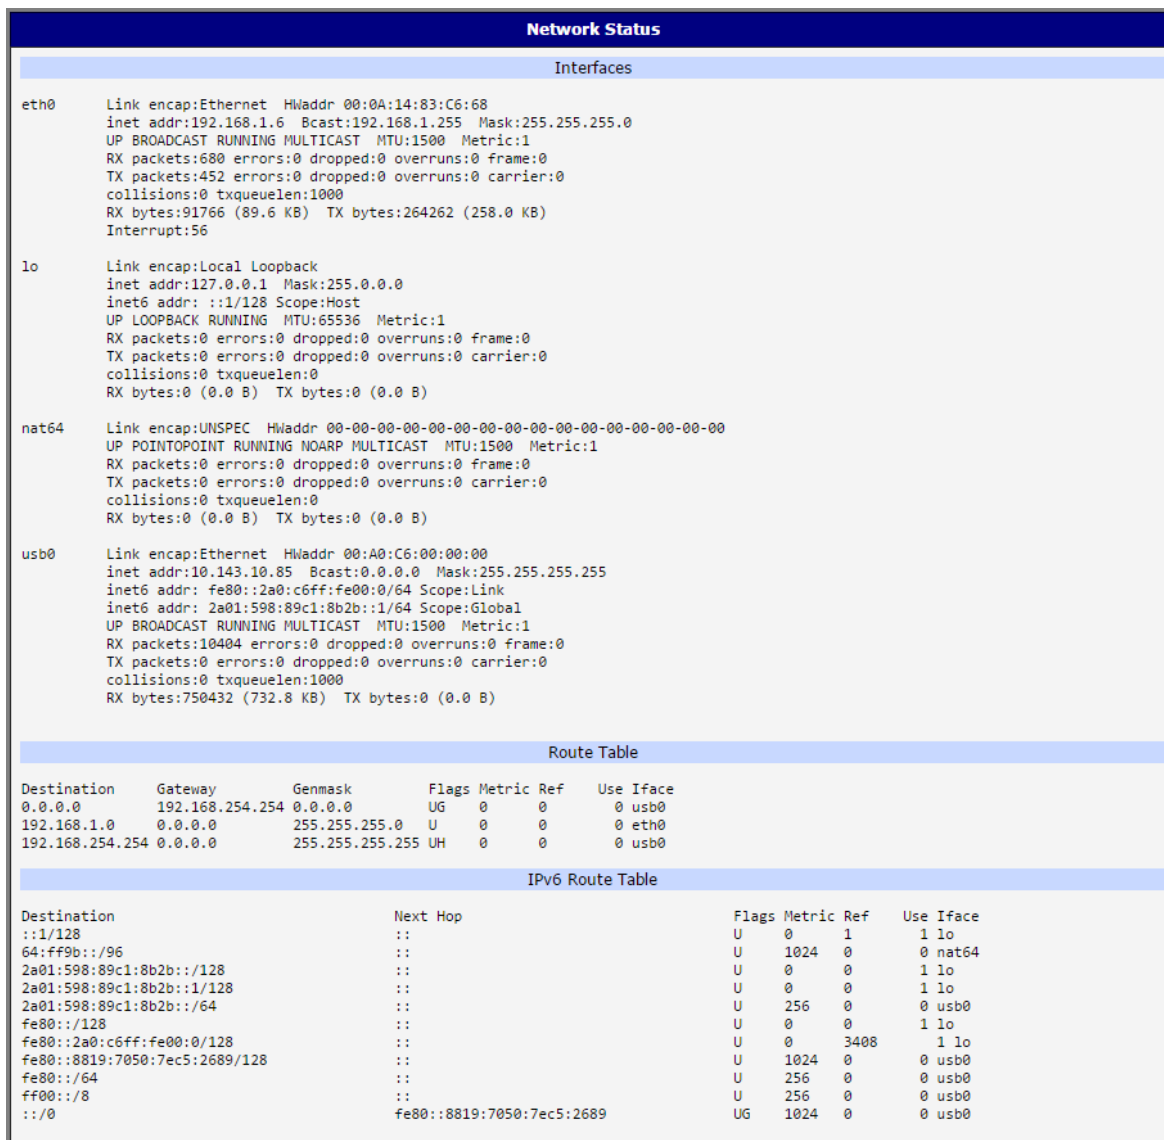 Network Status
Interfaces
eth0      Link encap:Ethernet  HWaddr 00:0A:14:83:C6:68
          inet addr:192.168.1.6  Bcast:192.168.1.255  Mask:255.255.255.0
          UP BROADCAST RUNNING MULTICAST  MTU:1500  Metric:1
          RX packets:680 errors:0 dropped:0 overruns:0 frame:0
          TX packets:452 errors:0 dropped:0 overruns:0 carrier:0
          collisions:0 txqueuelen:1000
          RX bytes:91766 (89.6 KB)  TX bytes:264262 (258.0 KB)
          Interrupt:56
lo        Link encap:Local Loopback
          inet addr:127.0.0.1  Mask:255.0.0.0
          inet6 addr: ::1/128 Scope:Host
          UP LOOPBACK RUNNING  MTU:65536  Metric:1
          RX packets:0 errors:0 dropped:0 overruns:0 frame:0
          TX packets:0 errors:0 dropped:0 overruns:0 carrier:0
          collisions:0 txqueuelen:0
          RX bytes:0 (0.0 B)  TX bytes:0 (0.0 B)
nat64     Link encap:UNSPEC  HWaddr 00-00-00-00-00-00-00-00-00-00-00-00-00-00-00-00
          UP POINTOPOINT RUNNING NOARP MULTICAST  MTU:1500  Metric:1
          RX packets:0 errors:0 dropped:0 overruns:0 frame:0
          TX packets:0 errors:0 dropped:0 overruns:0 carrier:0
          collisions:0 txqueuelen:0
          RX bytes:0 (0.0 B)  TX bytes:0 (0.0 B)
usb0      Link encap:Ethernet  HWaddr 00:A0:C6:00:00:00
          inet addr:10.143.10.85  Bcast:0.0.0.0  Mask:255.255.255.255
          inet6 addr: fe80::2a0:c6ff:fe00:0/64 Scope:Link
          inet6 addr: 2a01:598:89c1:8b2b::1/64 Scope:Global
          UP BROADCAST RUNNING MULTICAST  MTU:1500  Metric:1
          RX packets:10404 errors:0 dropped:0 overruns:0 frame:0
          TX packets:0 errors:0 dropped:0 overruns:0 carrier:0
          collisions:0 txqueuelen:1000
          RX bytes:750432 (732.8 KB)  TX bytes:0 (0.0 B)
Route Table
Destination     Gateway         Genmask         Flags Metric Ref    Use Iface
0.0.0.0         192.168.254.254 0.0.0.0         UG    0      0        0 usb0
192.168.1.0     0.0.0.0         255.255.255.0   U     0      0        0 eth0
192.168.254.254 0.0.0.0         255.255.255.255 UH    0      0        0 usb0
IPv6 Route Table
Destination                                 Next Hop                                Flags Metric Ref    Use Iface
::1/128                                     ::                                      U     0      1        1 lo
64:ff9b::/96                                ::                                      U     1024   0        0 nat64
2a01:598:89c1:8b2b::/128                    ::                                      U     0      0        1 lo
2a01:598:89c1:8b2b::1/128                   ::                                      U     0      0        1 lo
2a01:598:89c1:8b2b::/64                     ::                                      U     256    0        0 usb0
fe80::/128                                  ::                                      U     0      0        1 lo
fe80::2a0:c6ff:fe00:0/128                   ::                                      U     0      3408       1 lo
fe80::8819:7050:7ec5:2689/128               ::                                      U     1024   0        0 usb0
fe80::/64                                   ::                                      U     256    0        0 usb0
ff00::/8                                    ::                                      U     256    0        0 usb0
::/0                                        fe80::8819:7050:7ec5:2689               UG    1024   0        0 usb0